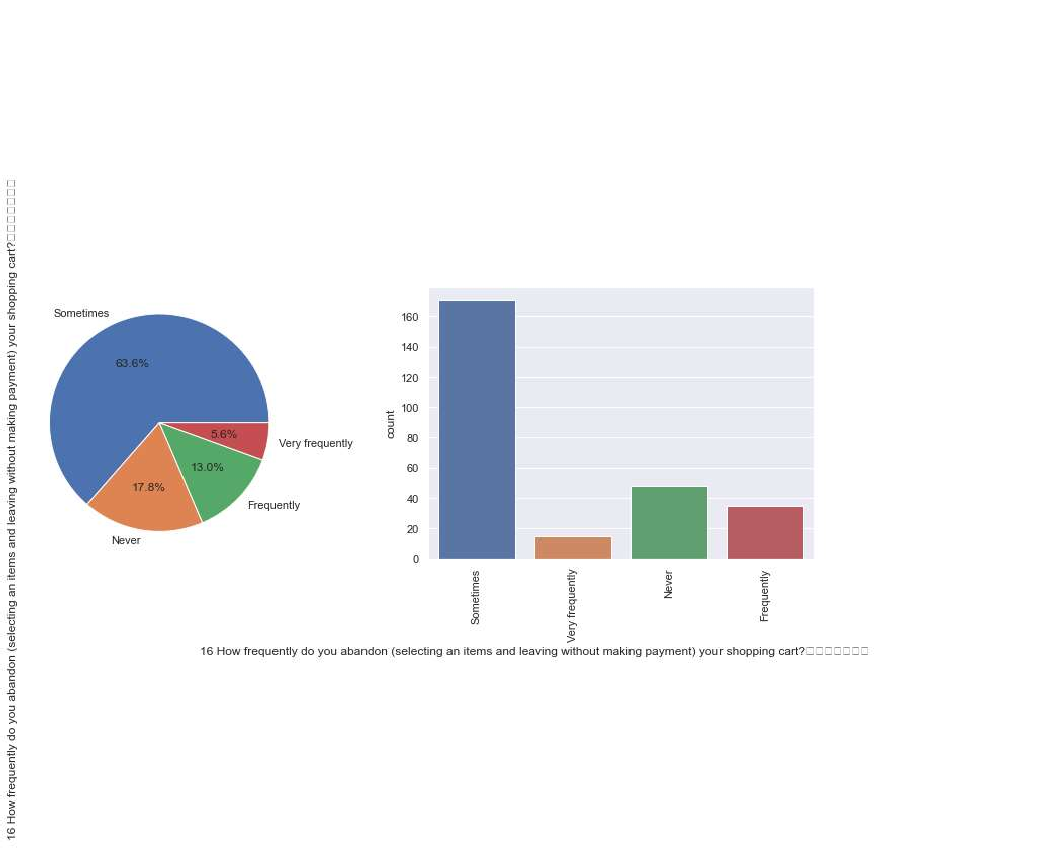 16 How frequently do you abandon (selecting an items and leaving without making payment) your shopping cart?□□□□□□□
Sometimes
63.6%
5.6%
Very frequently
13.0%
17.8%
Frequently
Never
count
160
140
120
100
80
60
40
20
0
Sometimes
Very frequently
Never
Frequently
16 How frequently do you abandon (selecting an items and leaving without making payment) your shopping cart?□□□□□□□